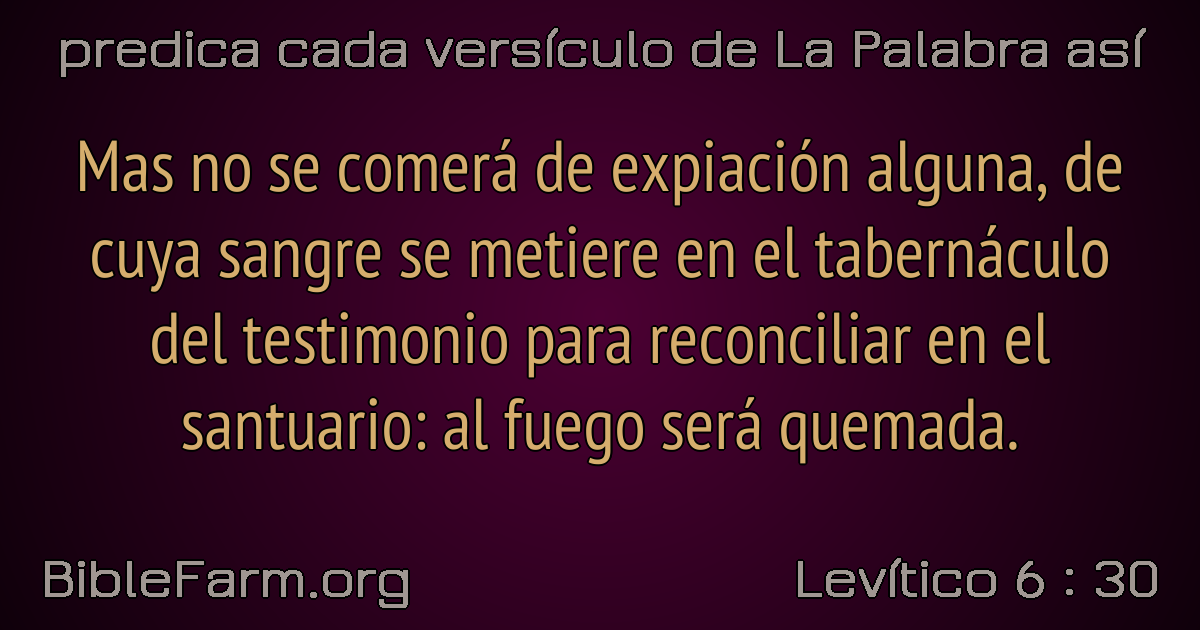 predica cada versículo de La Palabra así
Mas no se comerá de expiación alguna, de
cuya sangre se metiere en el tabernáculo
del testimonio para reconciliar en el
santuario: al fuego será quemada.
BibleFarm.org
Levítico 6 : 30